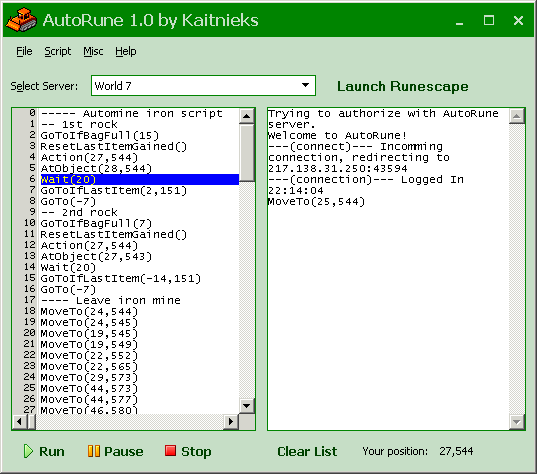 AutoRune 1.0 by Kaitnieks
File Script Misc Help
Select Server: World 7 Launch Runescape
0 ----- Automine iron script
1 -- 1st rock
2 GoToIfBagFull(15)
3 ResetLastItemGained()
4 Action(27,544)
5 AtObject(28,544)
6 Wait(20)
7 GoToIfLastItem(2,151)
8 GoTo(-7)
9 -- 2nd rock
10 GoToIfBagFull(7)
11 ResetLastItemGained()
12 Action(27,544)
13 AtObject(27,543)
14 Wait(20)
15 GoToIfLastItem(-14,151)
16 GoTo(-7)
17 ---- Leave iron mine
18 MoveTo(24,544)
19 MoveTo(24,545)
20 MoveTo(19,545)
21 MoveTo(19,549)
22 MoveTo(22,552)
23 MoveTo(22,565)
24 MoveTo(29,573)
25 MoveTo(44,573)
26 MoveTo(44,577)
27 MoveTo(46,580)
Trying to authorize with AutoRune
server.
Welcome to AutoRune!
---(connect)--- Incomming
connection, redirecting to
217.138.31.250:43594
---(connection)--- Logged In
22:14:04
MoveTo(25,544)
Run Pause Stop Clear List Your position: 27,544